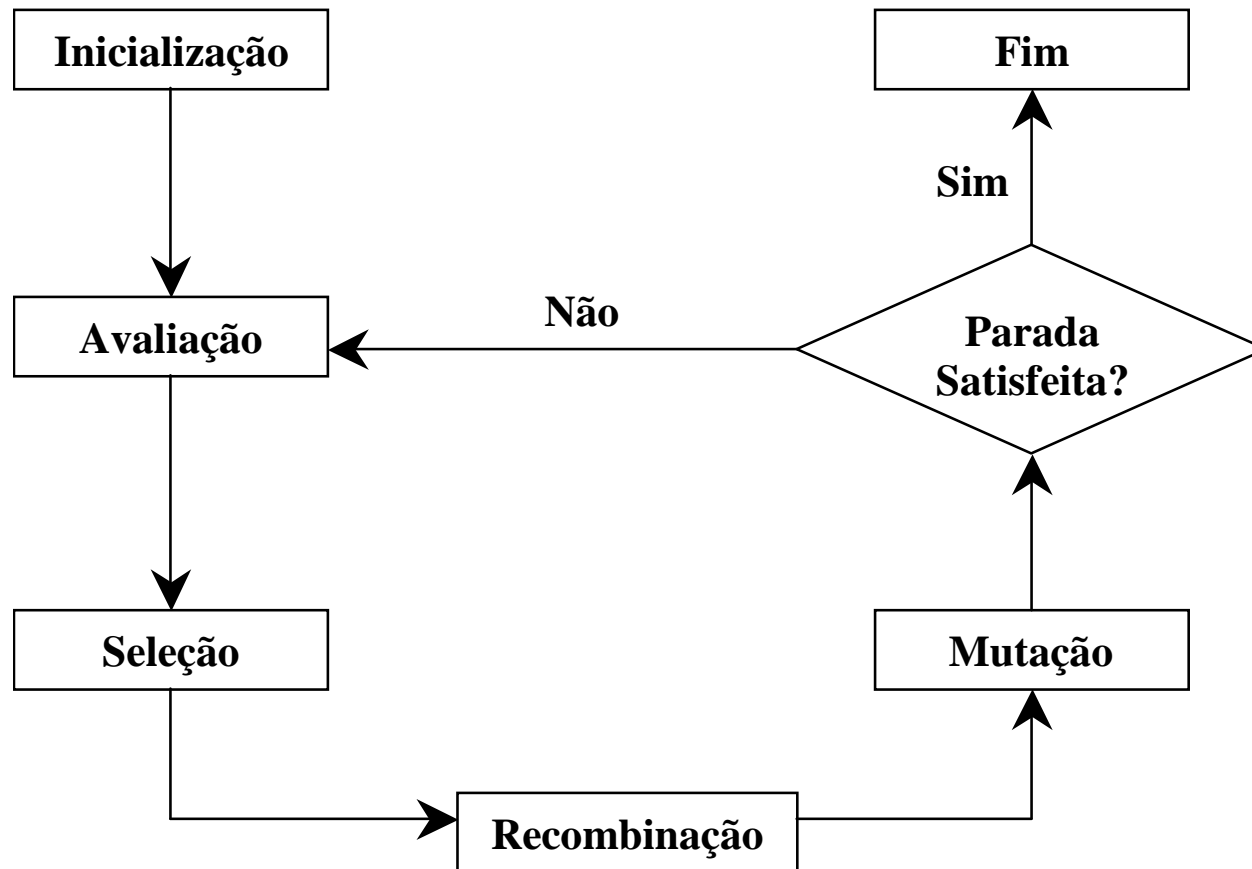 Inicialização
Fim
Sim
Não
Avaliação
Parada
Satisfeita?
Seleção
Mutação
Recombinação